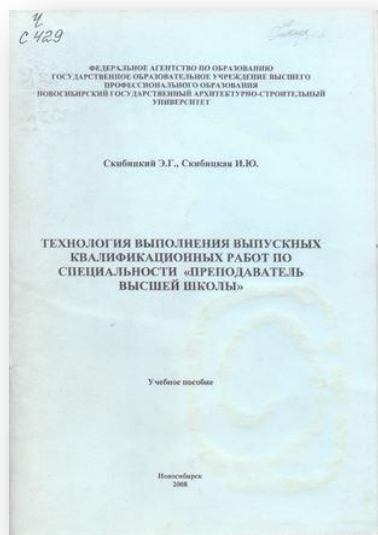 Ч
С 429
ФЕДЕРАЛЬНОЕ АГЕНТСТВО ПО ОБРАЗОВАНИЮ
ГОСУДАРСТВЕННОЕ ОБРАЗОВАТЕЛЬНОЕ УЧРЕЖДЕНИЕ ВЫСШЕГО
ПРОФЕССИОНАЛЬНОГО ОБРАЗОВАНИЯ
НОВОСИБИРСКИЙ ГОСУДАРСТВЕННЫЙ АРХИТЕКТУРНО-СТРОИТЕЛЬНЫЙ
УНИВЕРСИТЕТ
Скибицкий Э.Г., Скибицкая И.Ю.
ТЕХНОЛОГИЯ ВЫПОЛНЕНИЯ ВЫПУСКНЫХ
КВАЛИФИКАЦИОННЫХ РАБОТ ПО
СПЕЦИАЛЬНОСТИ «ПРЕПОДАВАТЕЛЬ
ВЫСШЕЙ ШКОЛЫ»
Учебное пособие
Новосибирск
2008